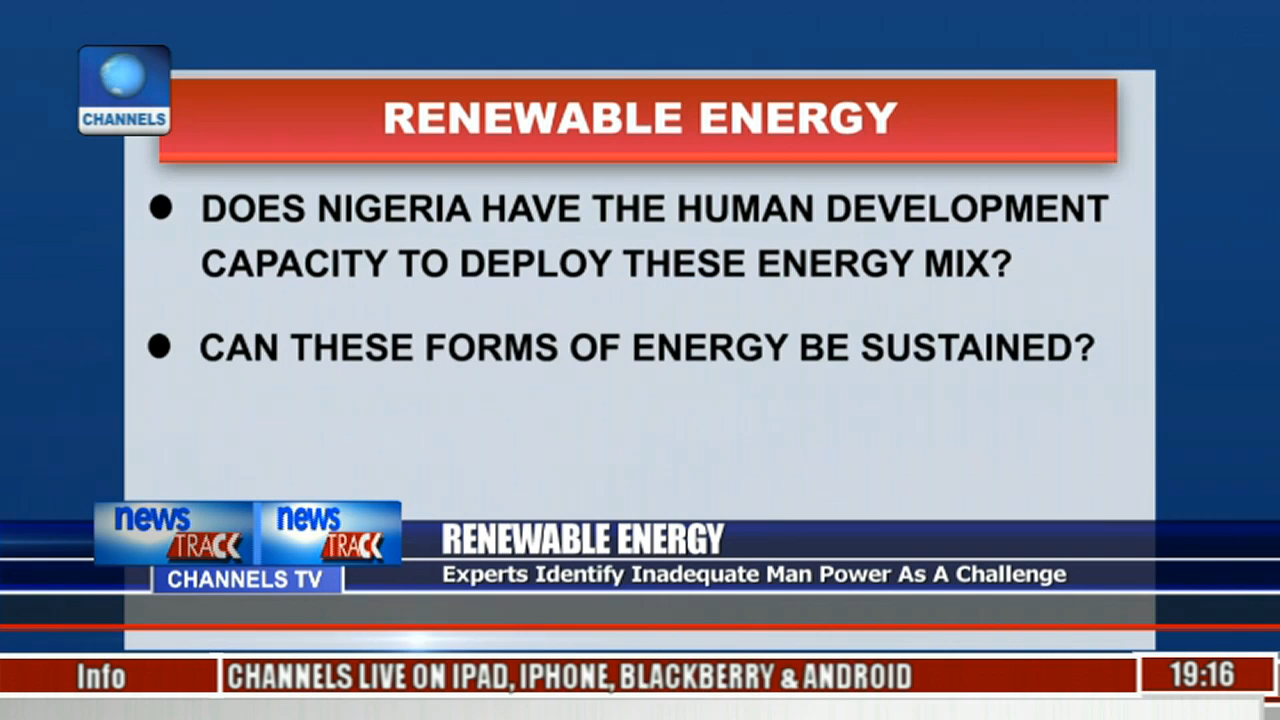 CHANNELS
RENEWABLE ENERGY
● DOES NIGERIA HAVE THE HUMAN DEVELOPMENT
CAPACITY TO DEPLOY THESE ENERGY MIX?
● CAN THESE FORMS OF ENERGY BE SUSTAINED?
news TRACK news TRACK
CHANNELS TV
RENEWABLE ENERGY
Experts Identify Inadequate Man Power As A Challenge
Info CHANNELS LIVE ON IPAD, IPHONE, BLACKBERRY & ANDROID 19:16